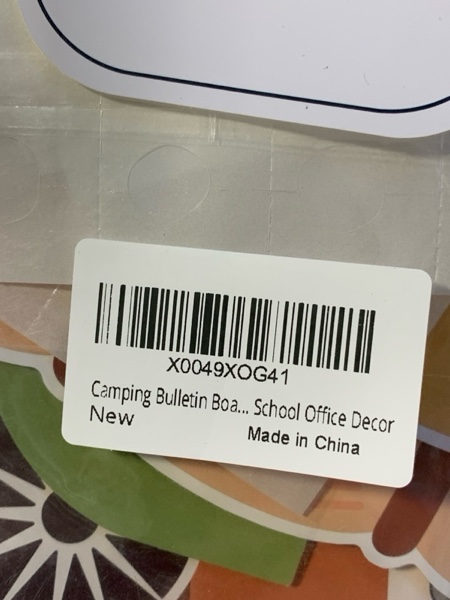 X0049XOG41
Camping Bulletin Boa... School Office Decor
New
Made in China